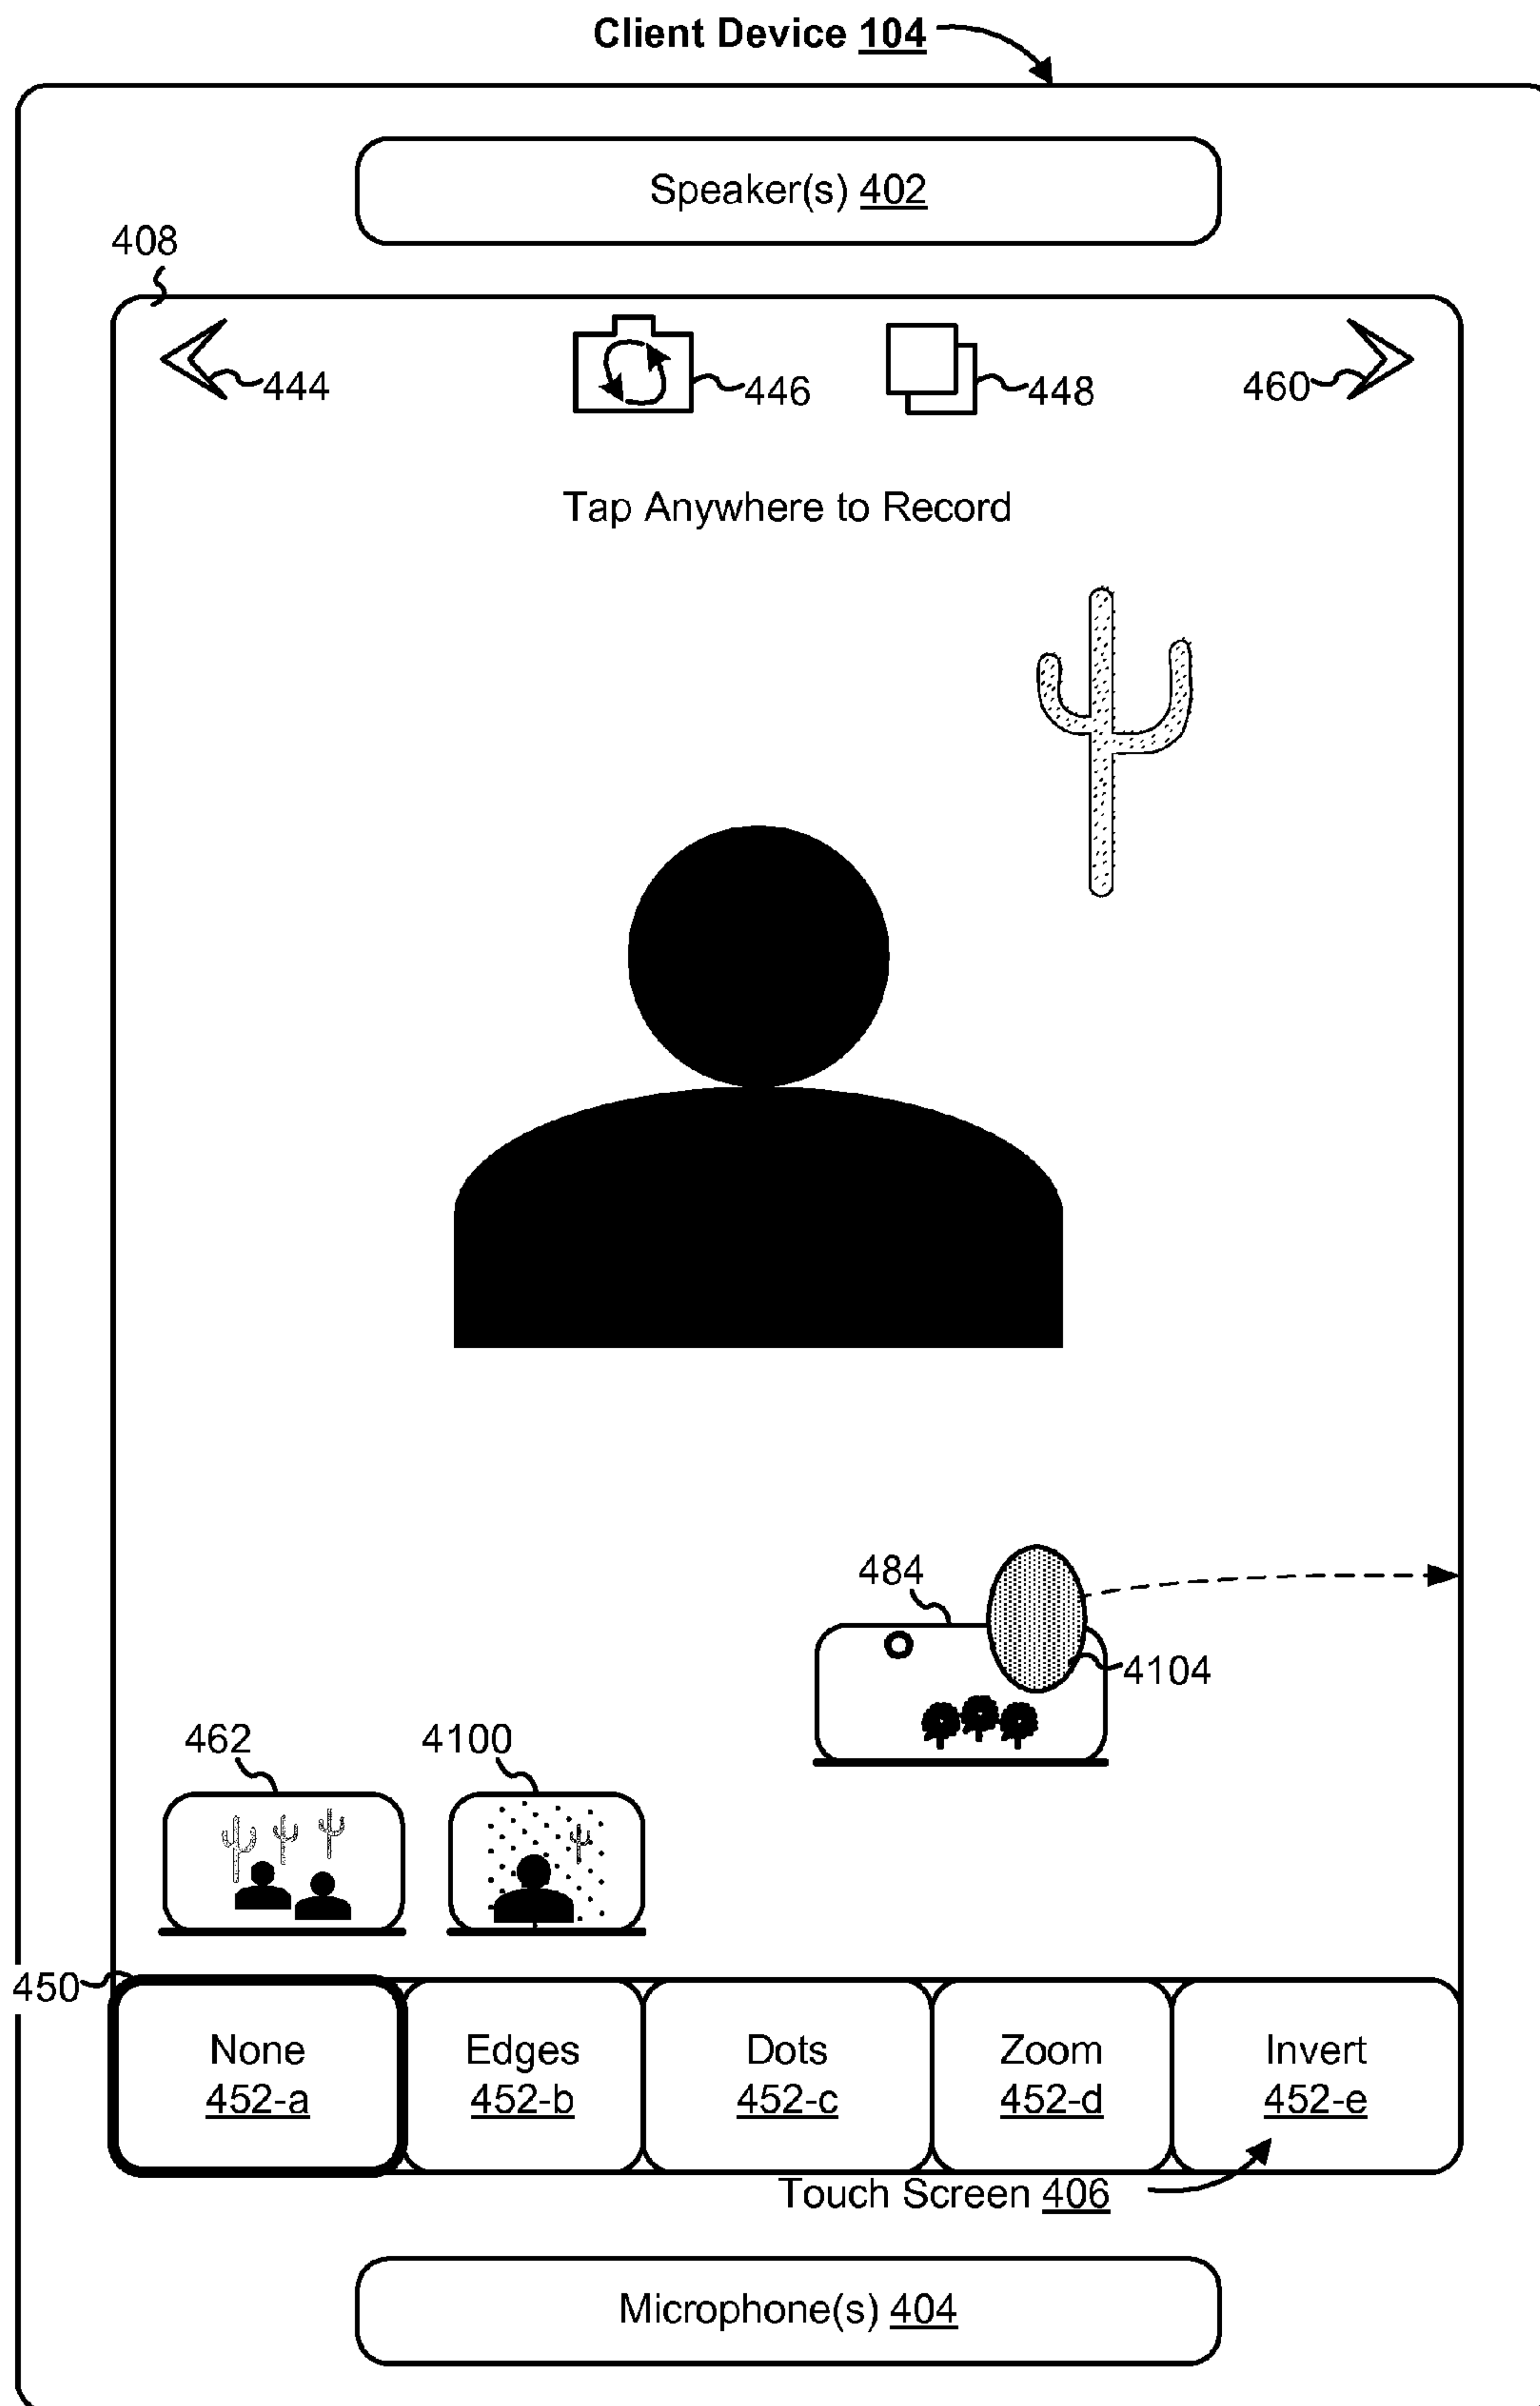 Client Device 104
Speaker(s) 402
408
444
446
448
460
Tap Anywhere to Record
484
4104
462
4100
450
None
452-a
Edges
452-b
Dots
452-c
Zoom
452-d
Invert
452-e
Touch Screen 406
Microphone(s) 404